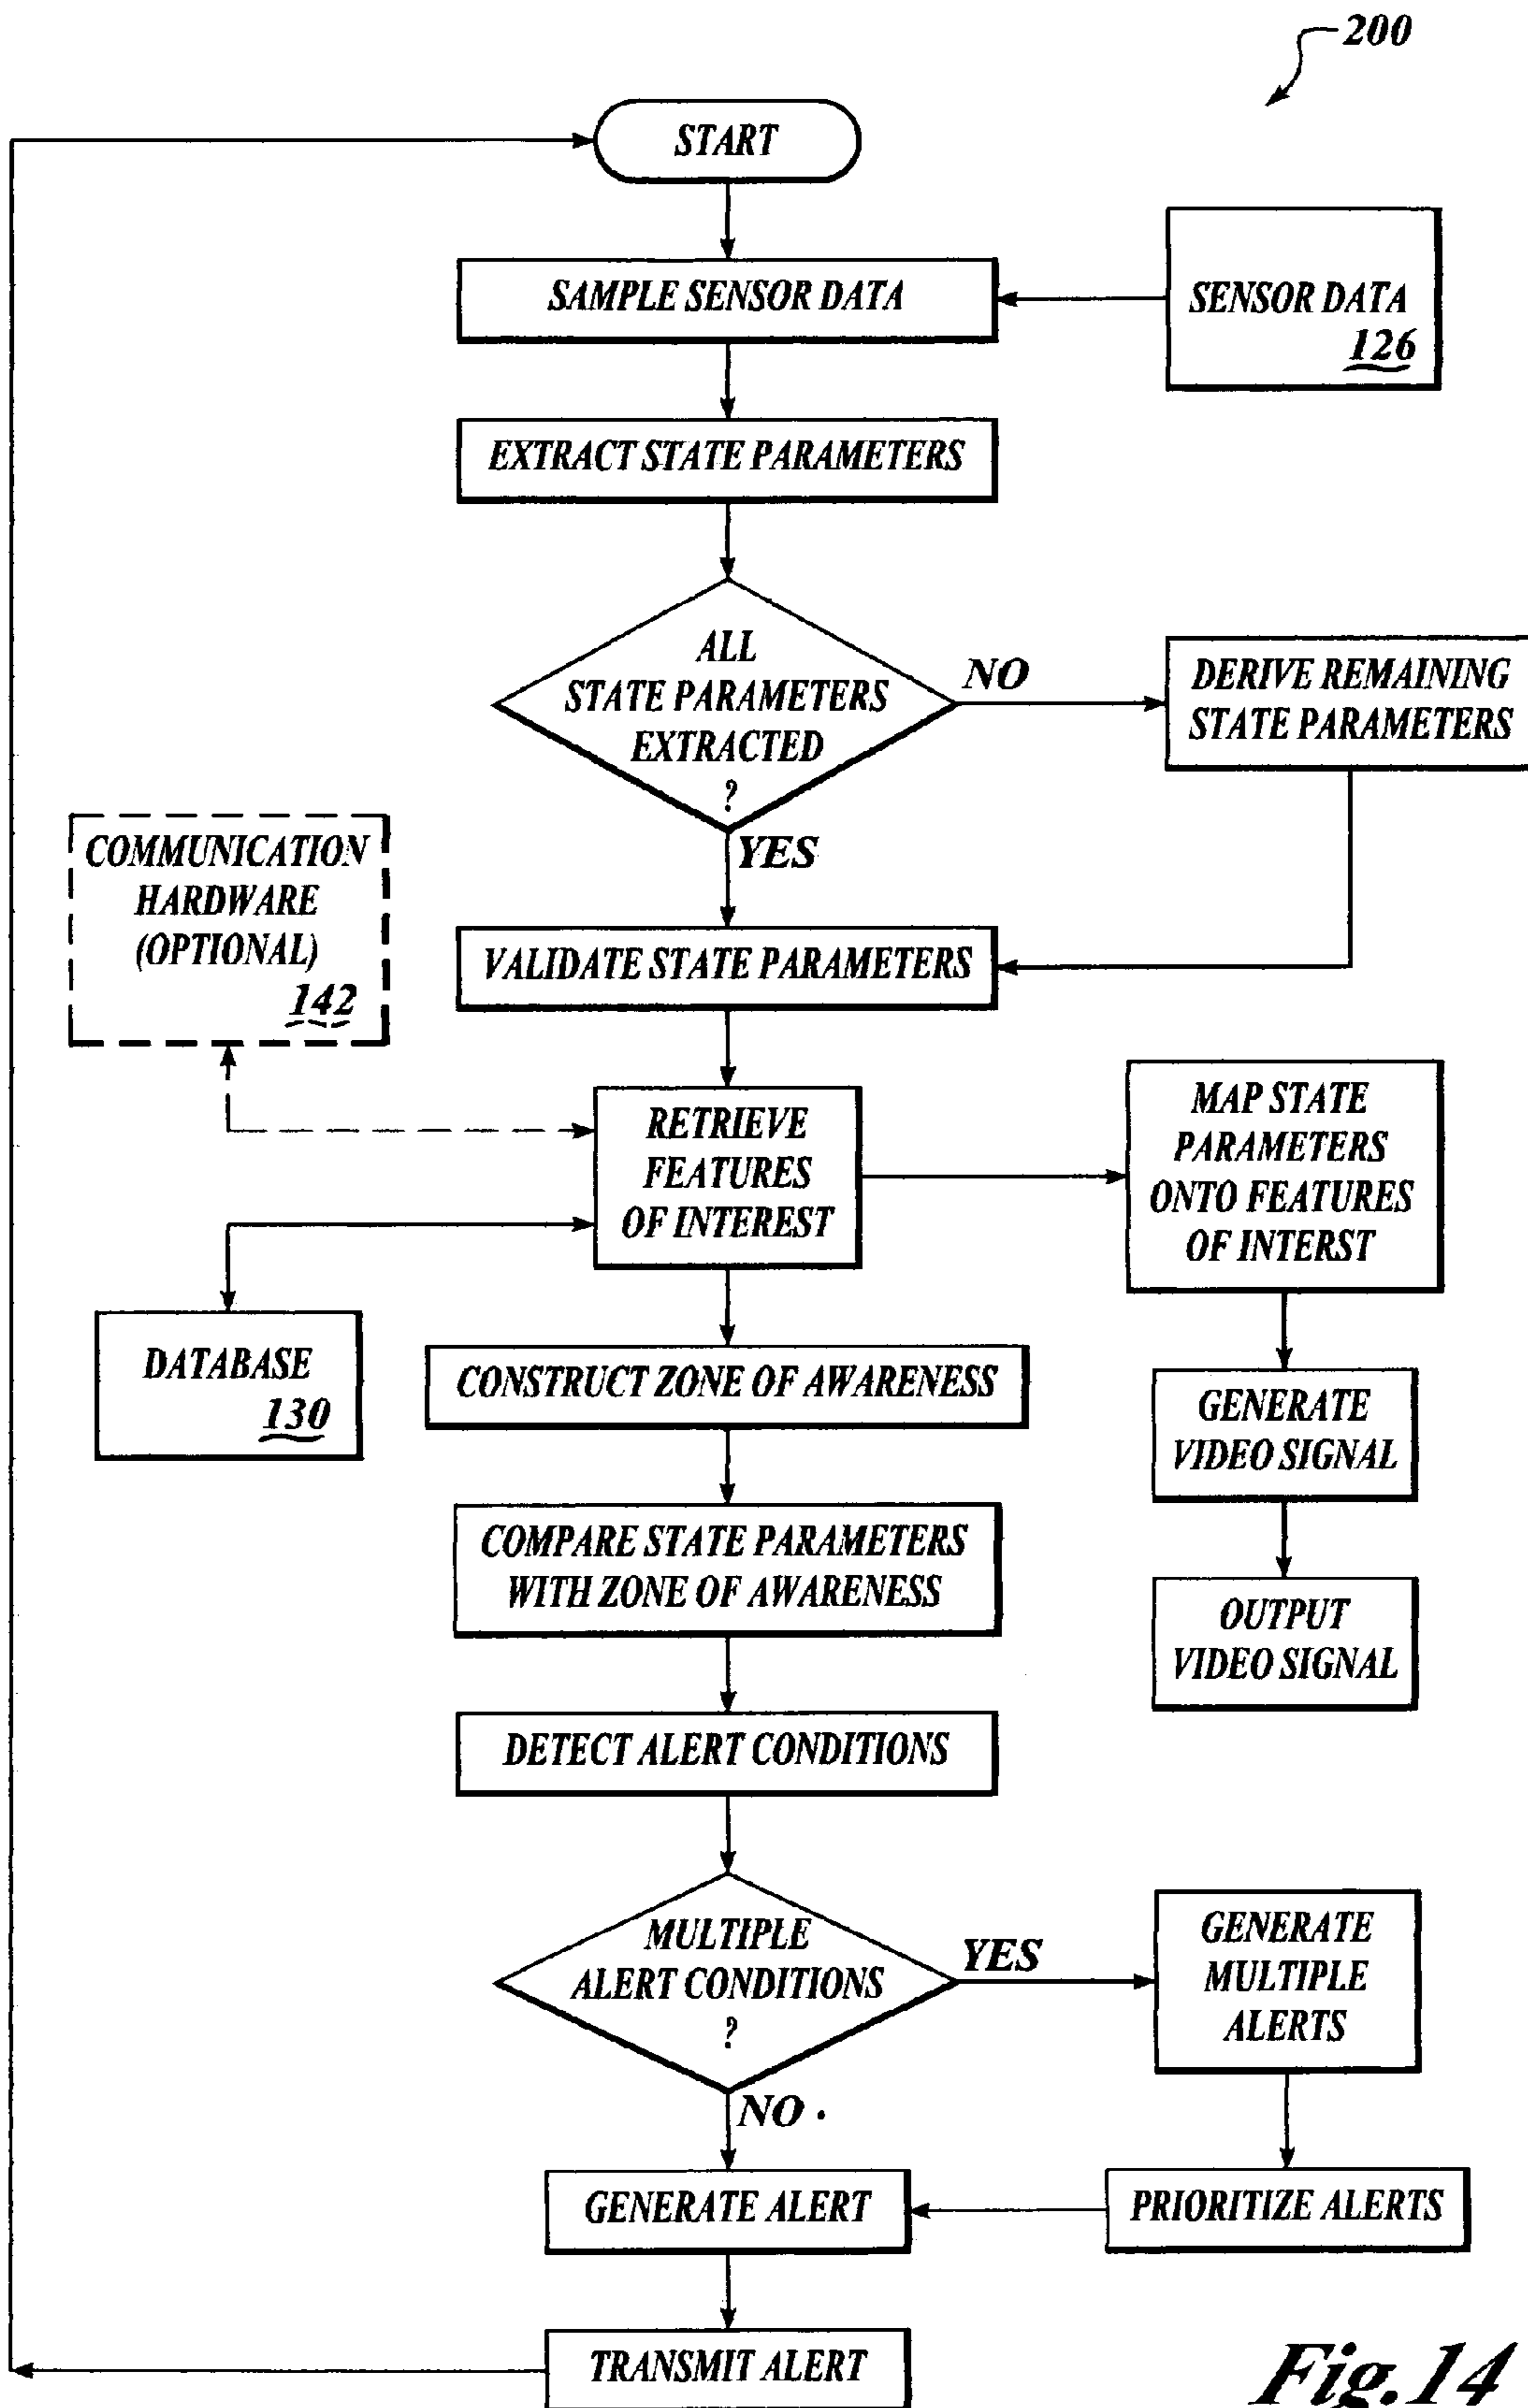 200
START
SAMPLE SENSOR DATA
SENSOR DATA
126
EXTRACT STATE PARAMETERS
ALL
STATE PARAMETERS
EXTRACTED
?
NO
DERIVE REMAINING
STATE PARAMETERS
YES
COMMUNICATION
HARDWARE
(OPTIONAL)
142
VALIDATE STATE PARAMETERS
RETRIEVE
FEATURES
OF INTEREST
MAP STATE
PARAMETERS
ONTO FEATURES
OF INTERST
DATABASE
130
CONSTRUCT ZONE OF AWARENESS
GENERATE
VIDEO SIGNAL
COMPARE STATE PARAMETERS
WITH ZONE OF AWARENESS
OUTPUT
VIDEO SIGNAL
DETECT ALERT CONDITIONS
MULTIPLE
ALERT CONDITIONS
?
YES
GENERATE
MULTIPLE
ALERTS
NO
GENERATE ALERT
PRIORITIZE ALERTS
TRANSMIT ALERT
Fig.14